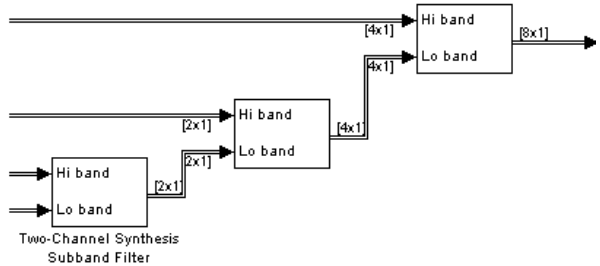 Hi band
[8x1]
[4x1]
Lo band
4x1]
Hi band
[2x1]
[4x1]
Lo band
2x1]
Hi band
[2x1]
Lo band
Two-Channel Synthesis
Subband Filter